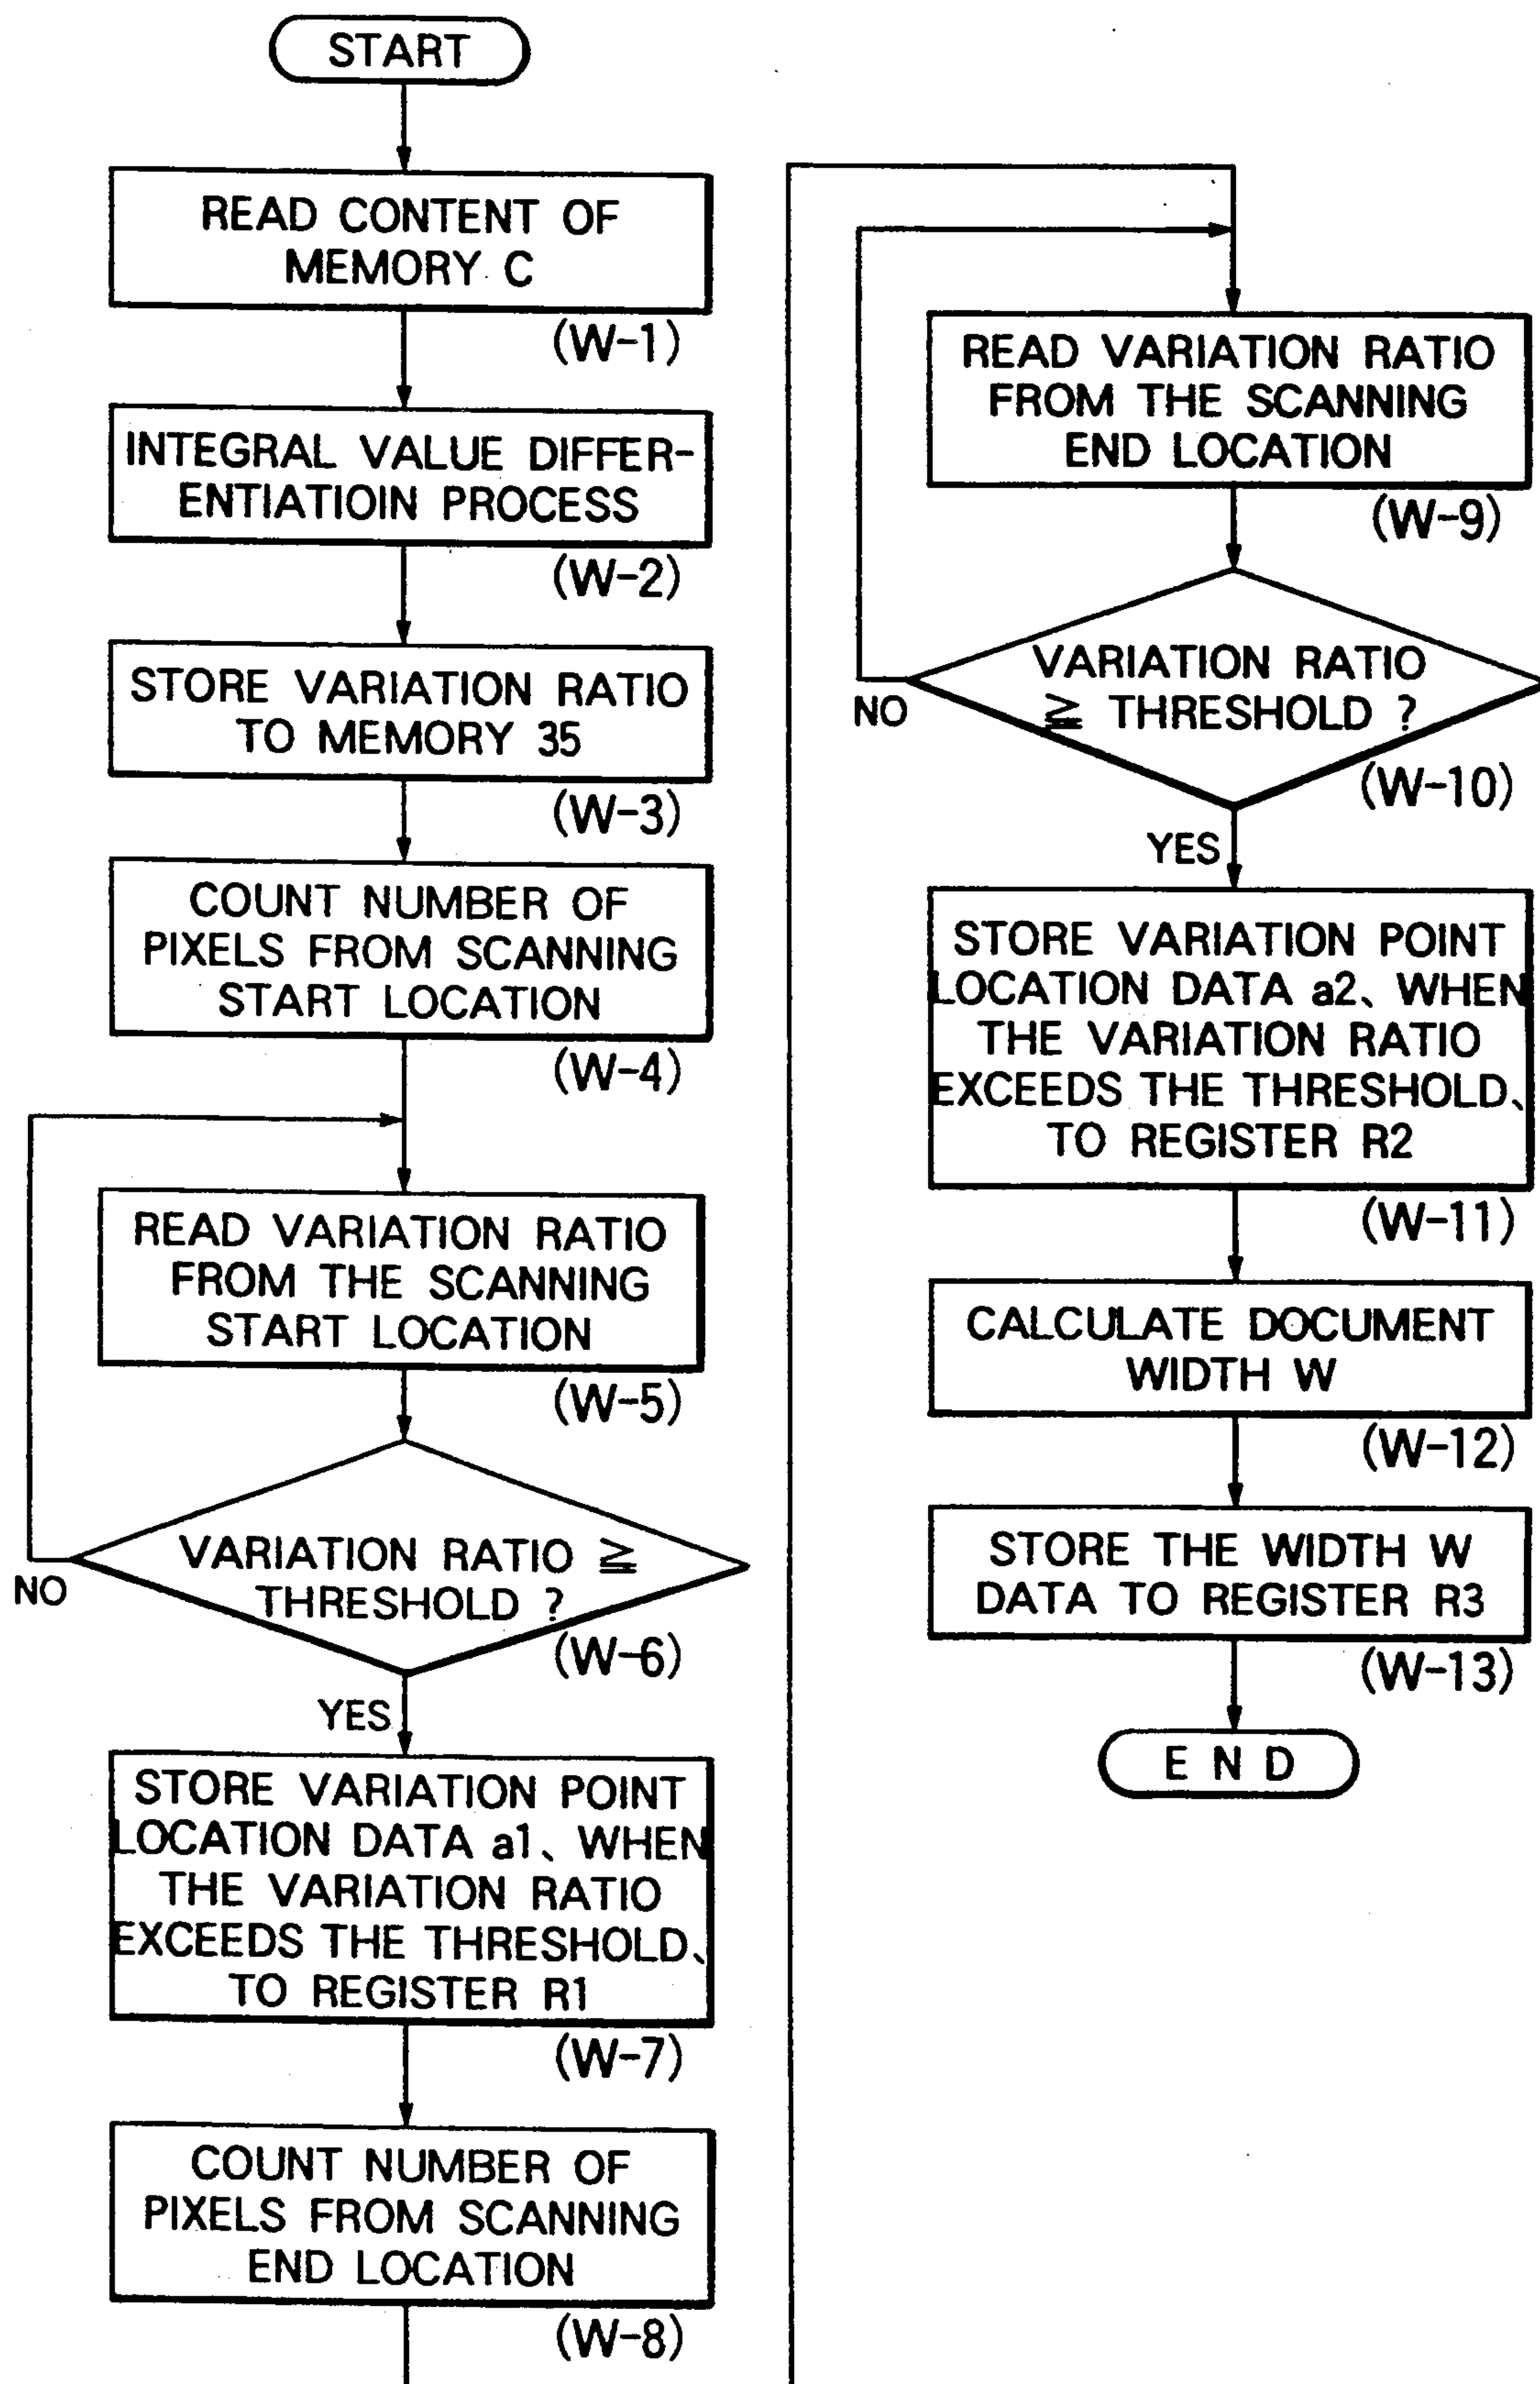 START
READ CONTENT OF
MEMORY C
(W-1)
INTEGRAL VALUE DIFFER-
ENTIATIOIN PROCESS
(W-2)
STORE VARIATION RATIO
TO MEMORY 35
(W-3)
COUNT NUMBER OF
PIXELS FROM SCANNING
START LOCATION
(W-4)
READ VARIATION RATIO
FROM THE SCANNING
START LOCATION
(W-5)
VARIATION RATIO ≧
THRESHOLD ?
NO
(W-6)
YES
STORE VARIATION POINT
LOCATION DATA a1、WHEN
THE VARIATION RATIO
EXCEEDS THE THRESHOLD、
TO REGISTER R1
(W-7)
COUNT NUMBER OF
PIXELS FROM SCANNING
END LOCATION
(W-8)
READ VARIATION RATIO
FROM THE SCANNING
END LOCATION
(W-9)
VARIATION RATIO
≧ THRESHOLD ?
NO
(W-10)
YES
STORE VARIATION POINT
LOCATION DATA a2、WHEN
THE VARIATION RATIO
EXCEEDS THE THRESHOLD、
TO REGISTER R2
(W-11)
CALCULATE DOCUMENT
WIDTH W
(W-12)
STORE THE WIDTH W
DATA TO REGISTER R3
(W-13)
END